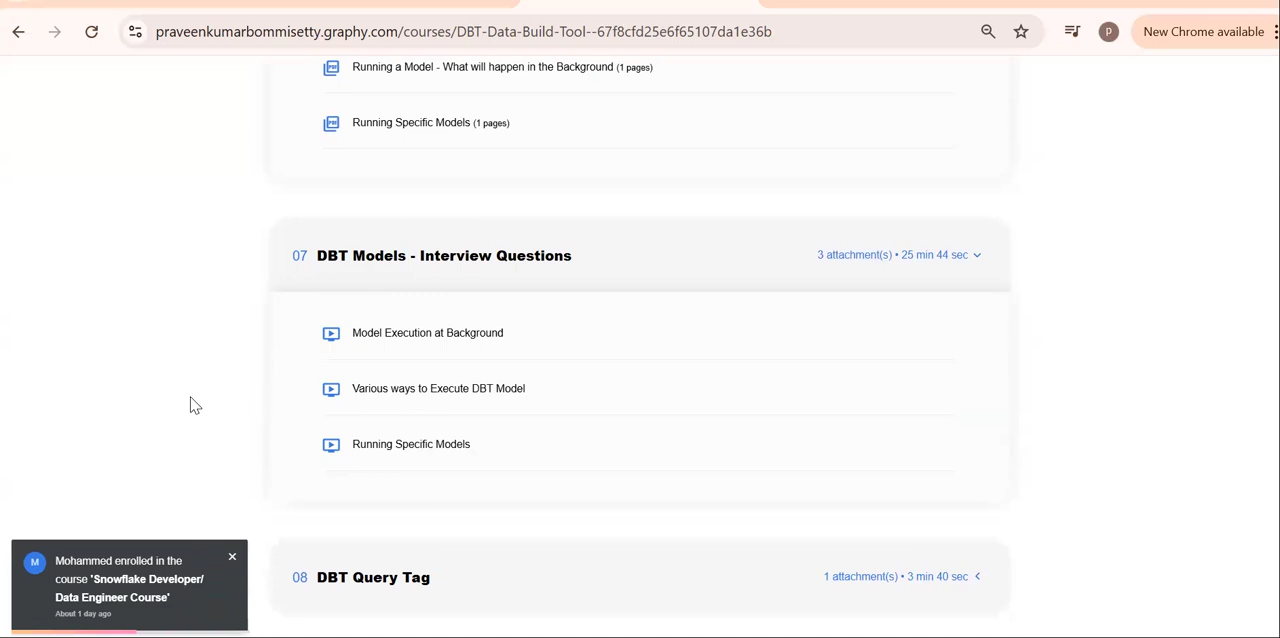 praveenkumarbommisetty.graphy.com/courses/DBT-Data-Build-Tool--67f8cfd25e6f65107da1e36b
p
New Chrome available
Running a Model - What will happen in the Background (1 pages)
Running Specific Models (1 pages)
07 DBT Models - Interview Questions
3 attachment(s) • 25 min 44 sec
Model Execution at Background
Various ways to Execute DBT Model
Running Specific Models
08 DBT Query Tag
1 attachment(s) • 3 min 40 sec
M
Mohammed enrolled in the
course 'Snowflake Developer/
Data Engineer Course'
About 1 day ago